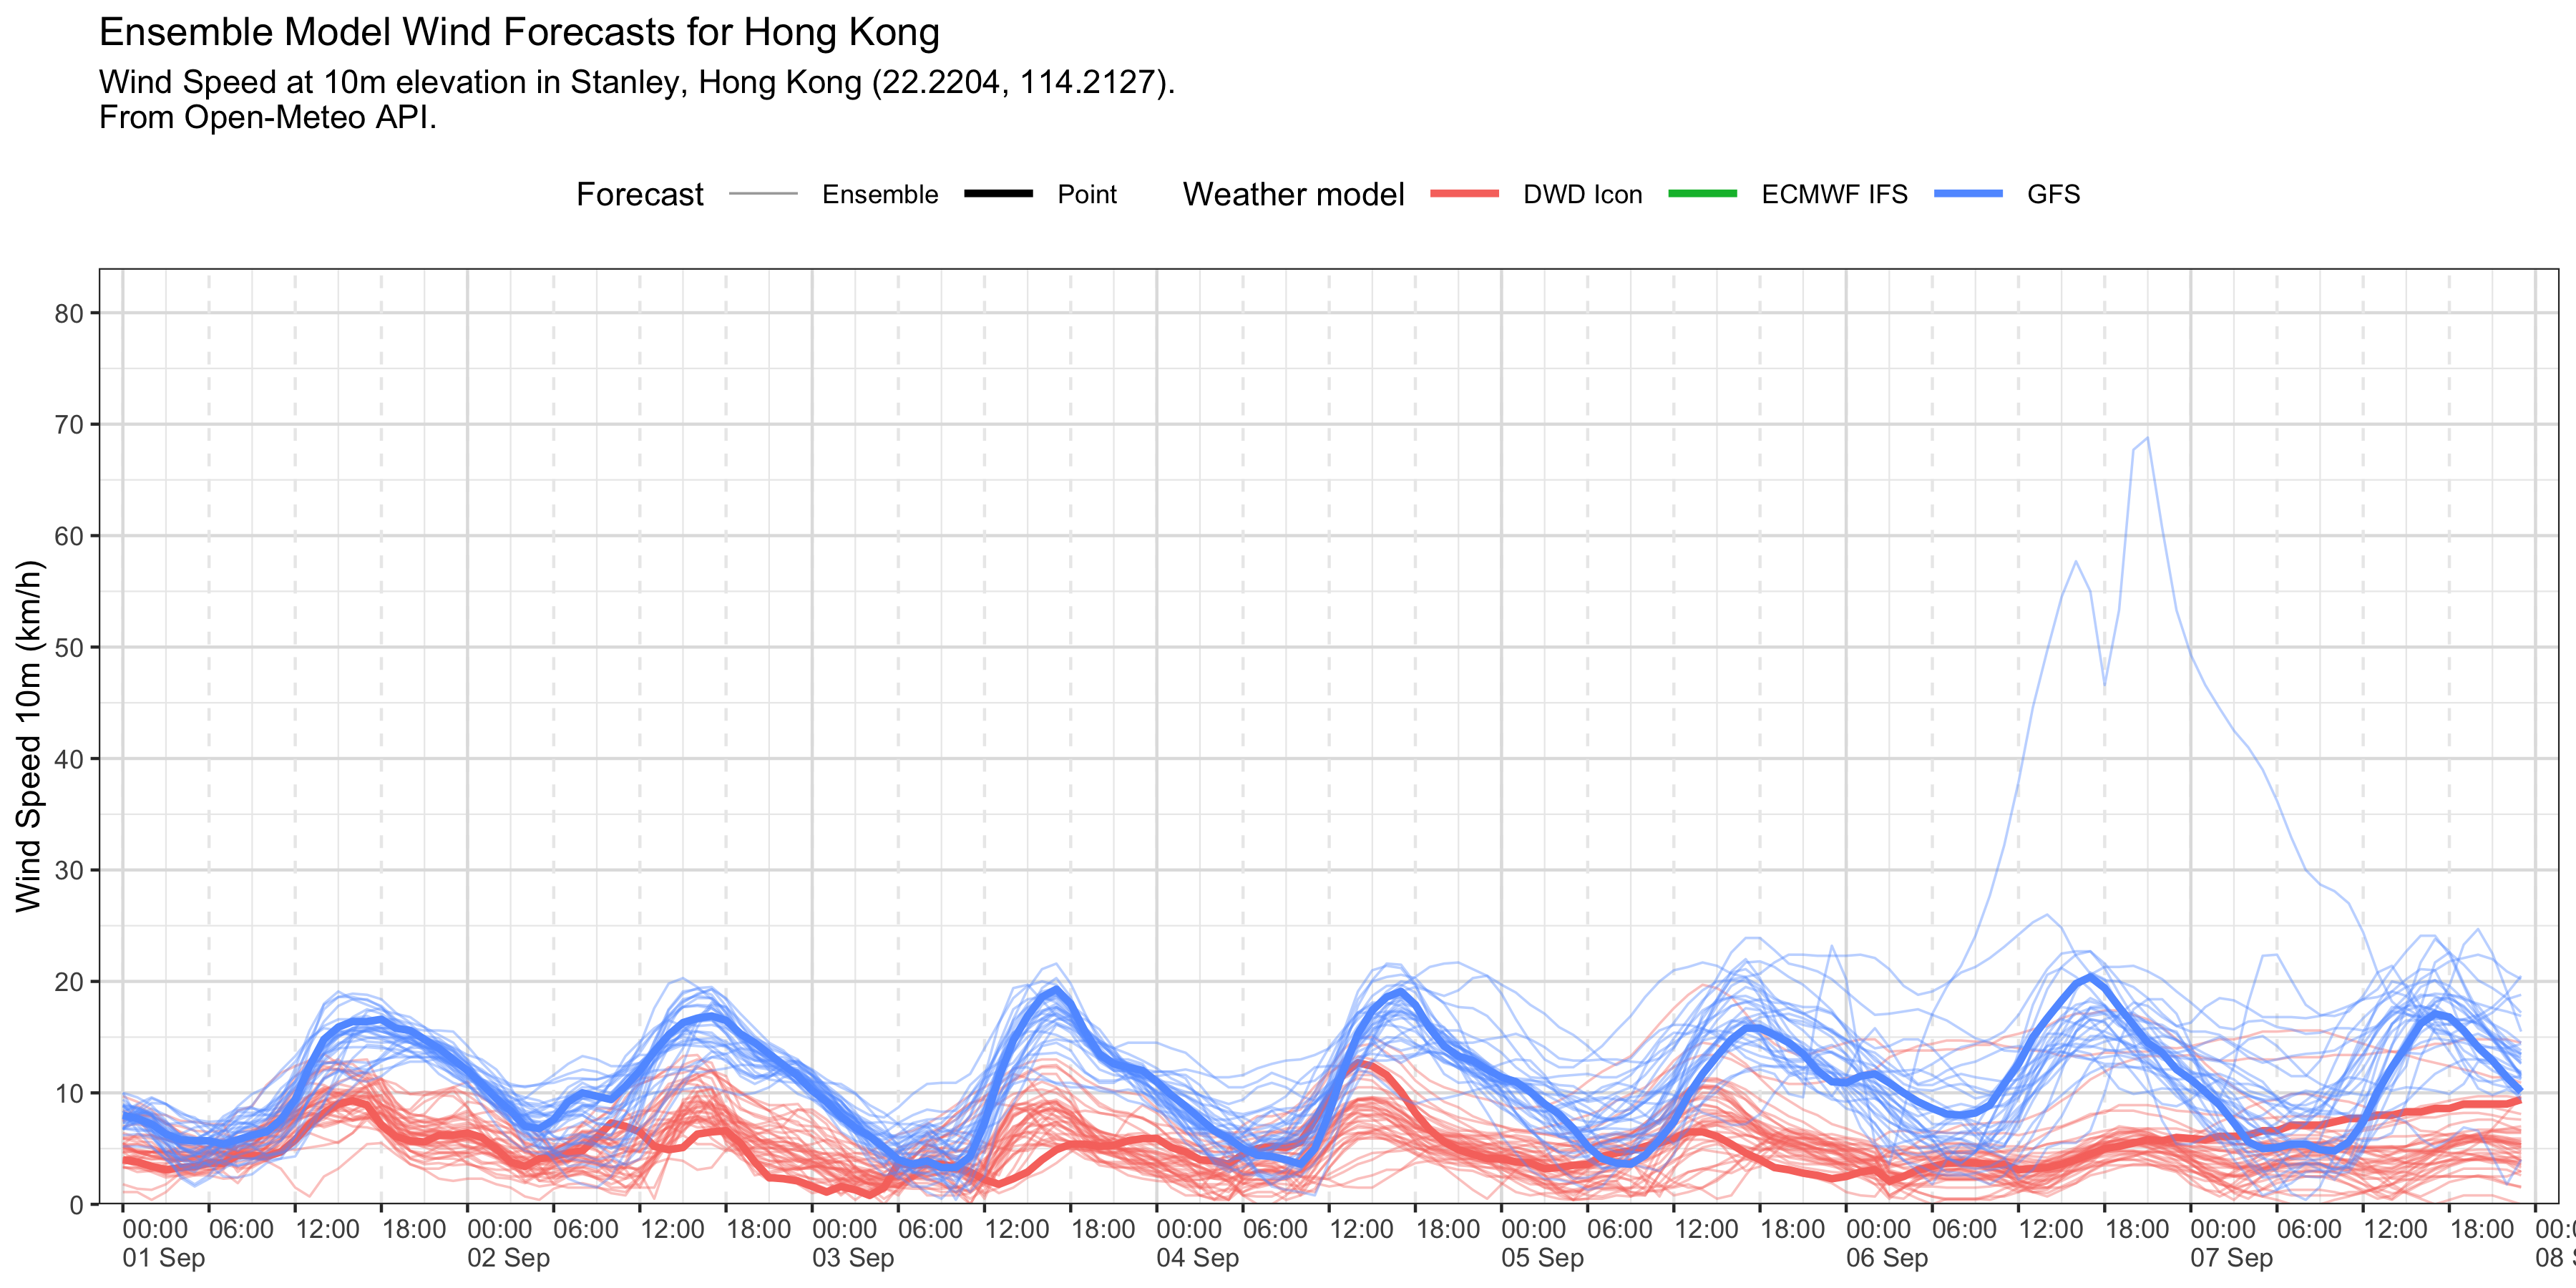 Ensemble Model Wind Forecasts for Hong Kong
Wind Speed at 10m elevation in Stanley, Hong Kong (22.2204, 114.2127).
From Open-Meteo API.
Forecast Ensemble Point Weather model DWD Icon ECMWF IFS GFS
Wind Speed 10m (km/h)
80
70
60
50
40
30
20
10
0
00:00 06:00 12:00 18:00 00:00 06:00 12:00 18:00 00:00 06:00 12:00 18:00 00:00 06:00 12:00 18:00 00:00 06:00 12:00 18:00 00:00 06:00 12:00 18:00 00:00 06:00 12:00 18:00
01 Sep 02 Sep 03 Sep 04 Sep 05 Sep 06 Sep 07 Sep 08